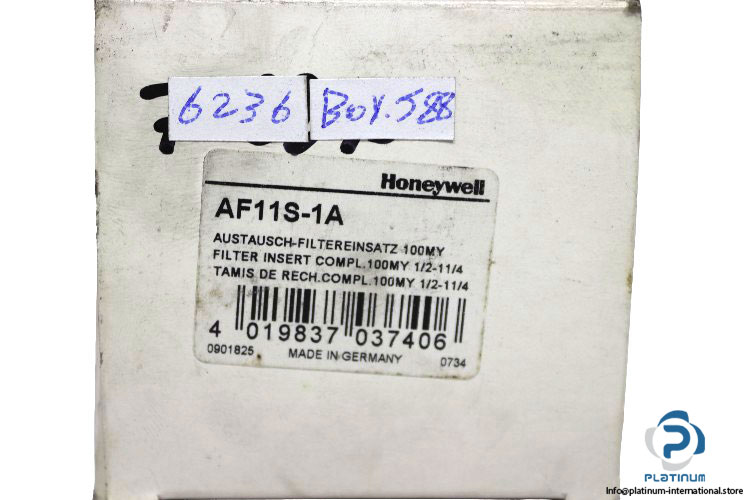 6236 Box.588
Honeywell
AF11S-1A
AUSTAUSCH-FILTEREINSATZ 100MY
FILTER INSERT COMPL.100MY 1/2-11/4
TAMIS DE RECH.COMPL.100MY 1/2-11/4
4 019837 037406
0901825 MADE IN GERMANY 0734
PLATINUM
Info@platinum-international.store